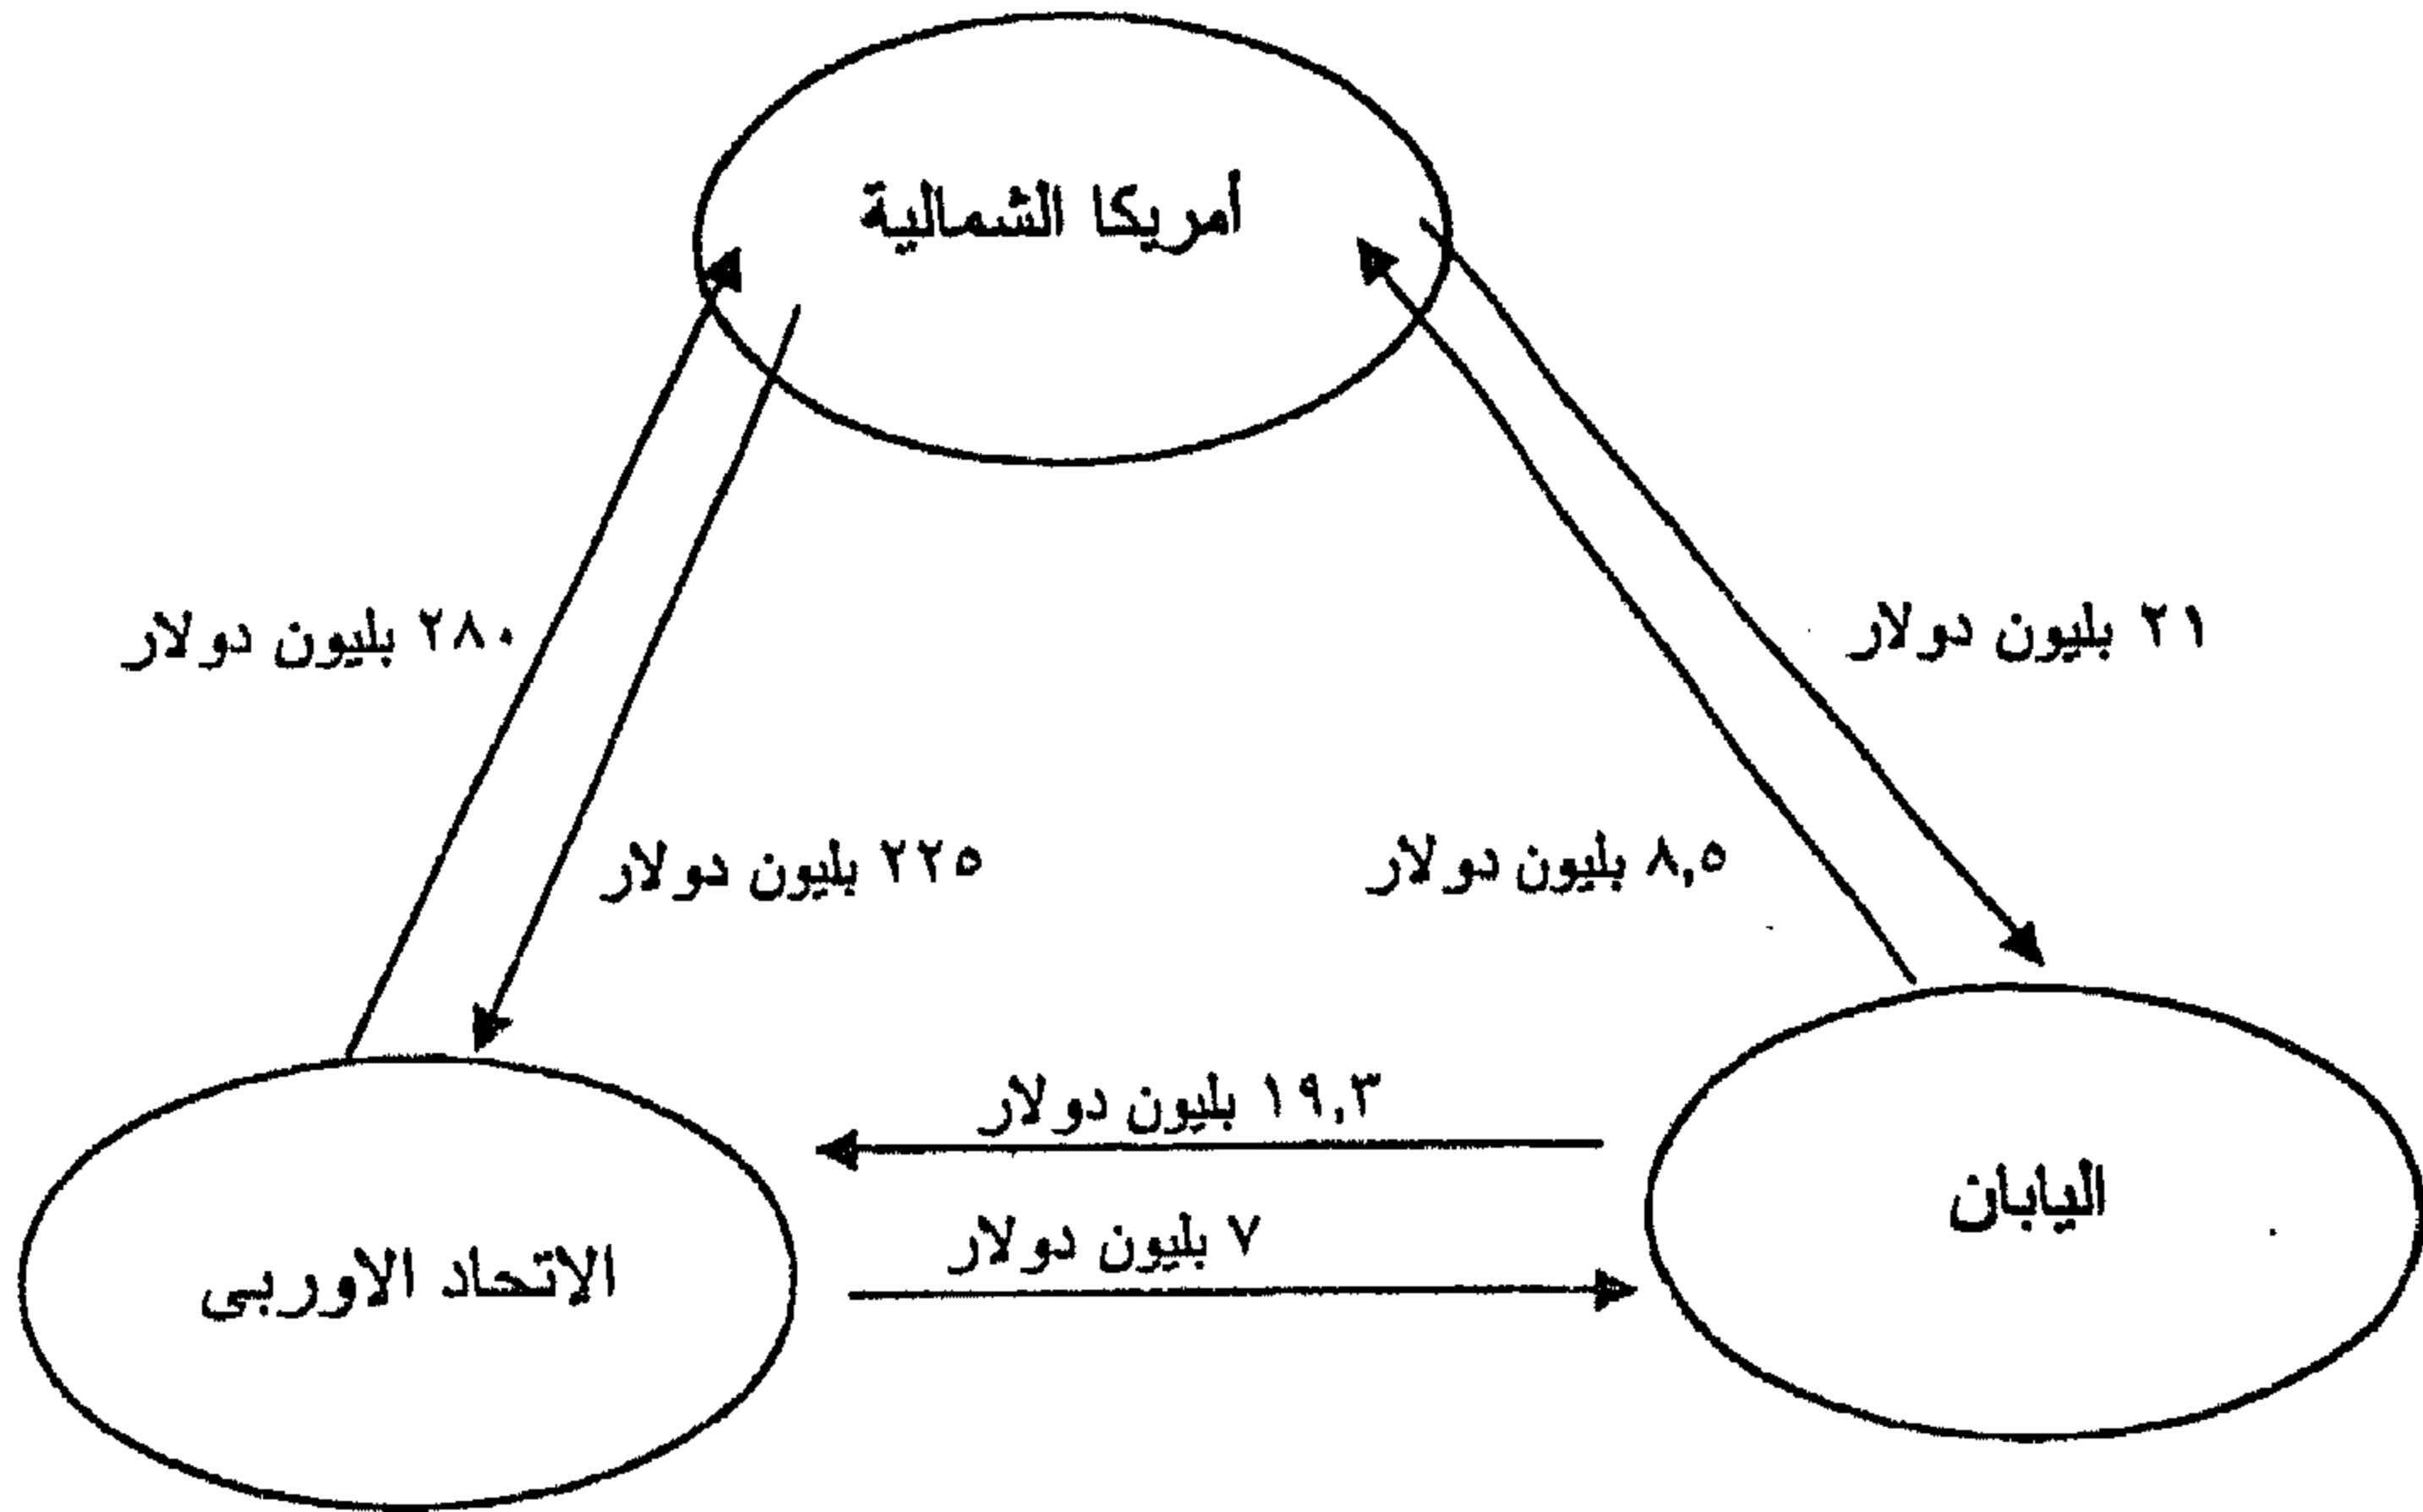 أمريكا الشمالية
٢٨٠ بليون دولار
٢١ بليون دولار
٢٢٥ بليون دولار
٨,٥ بليون دولار
١٩,٣ بليون دولار
اليابان
٧ بليون دولار
الإتحاد الاوربى